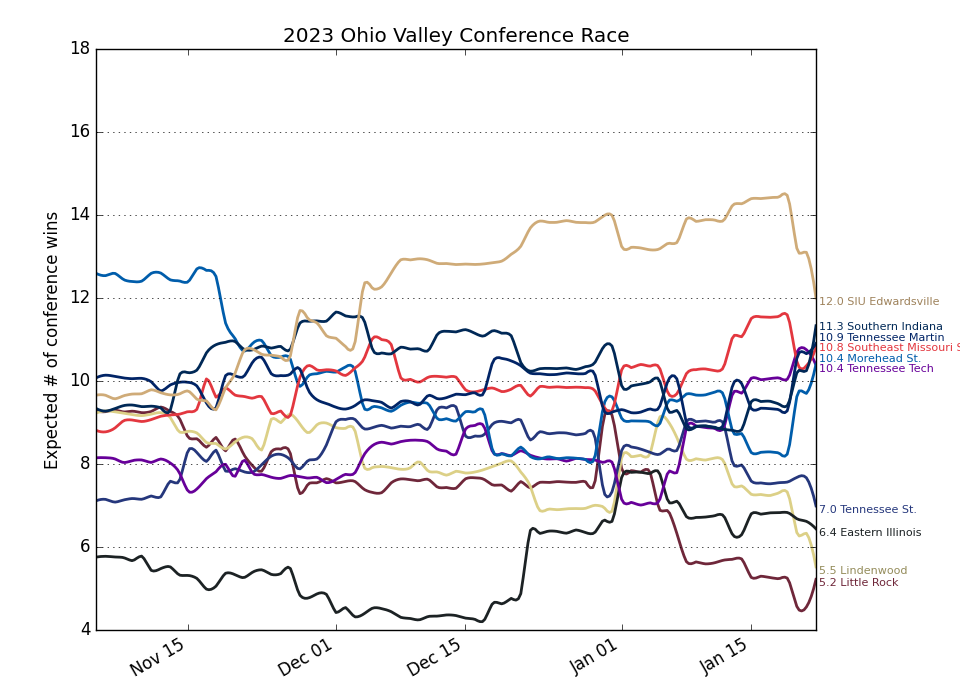 2023 Ohio Valley Conference Race
Expected # of conference wins
18
16
14
12
10
8
6
4
12.0 SIU Edwardsville
11.3 Southern Indiana
10.9 Tennessee Martin
10.8 Southeast Missouri S
10.4 Morehead St.
10.4 Tennessee Tech
7.0 Tennessee St.
6.4 Eastern Illinois
5.5 Lindenwood
5.2 Little Rock
Nov 15
Dec 01
Dec 15
Jan 01
Jan 15